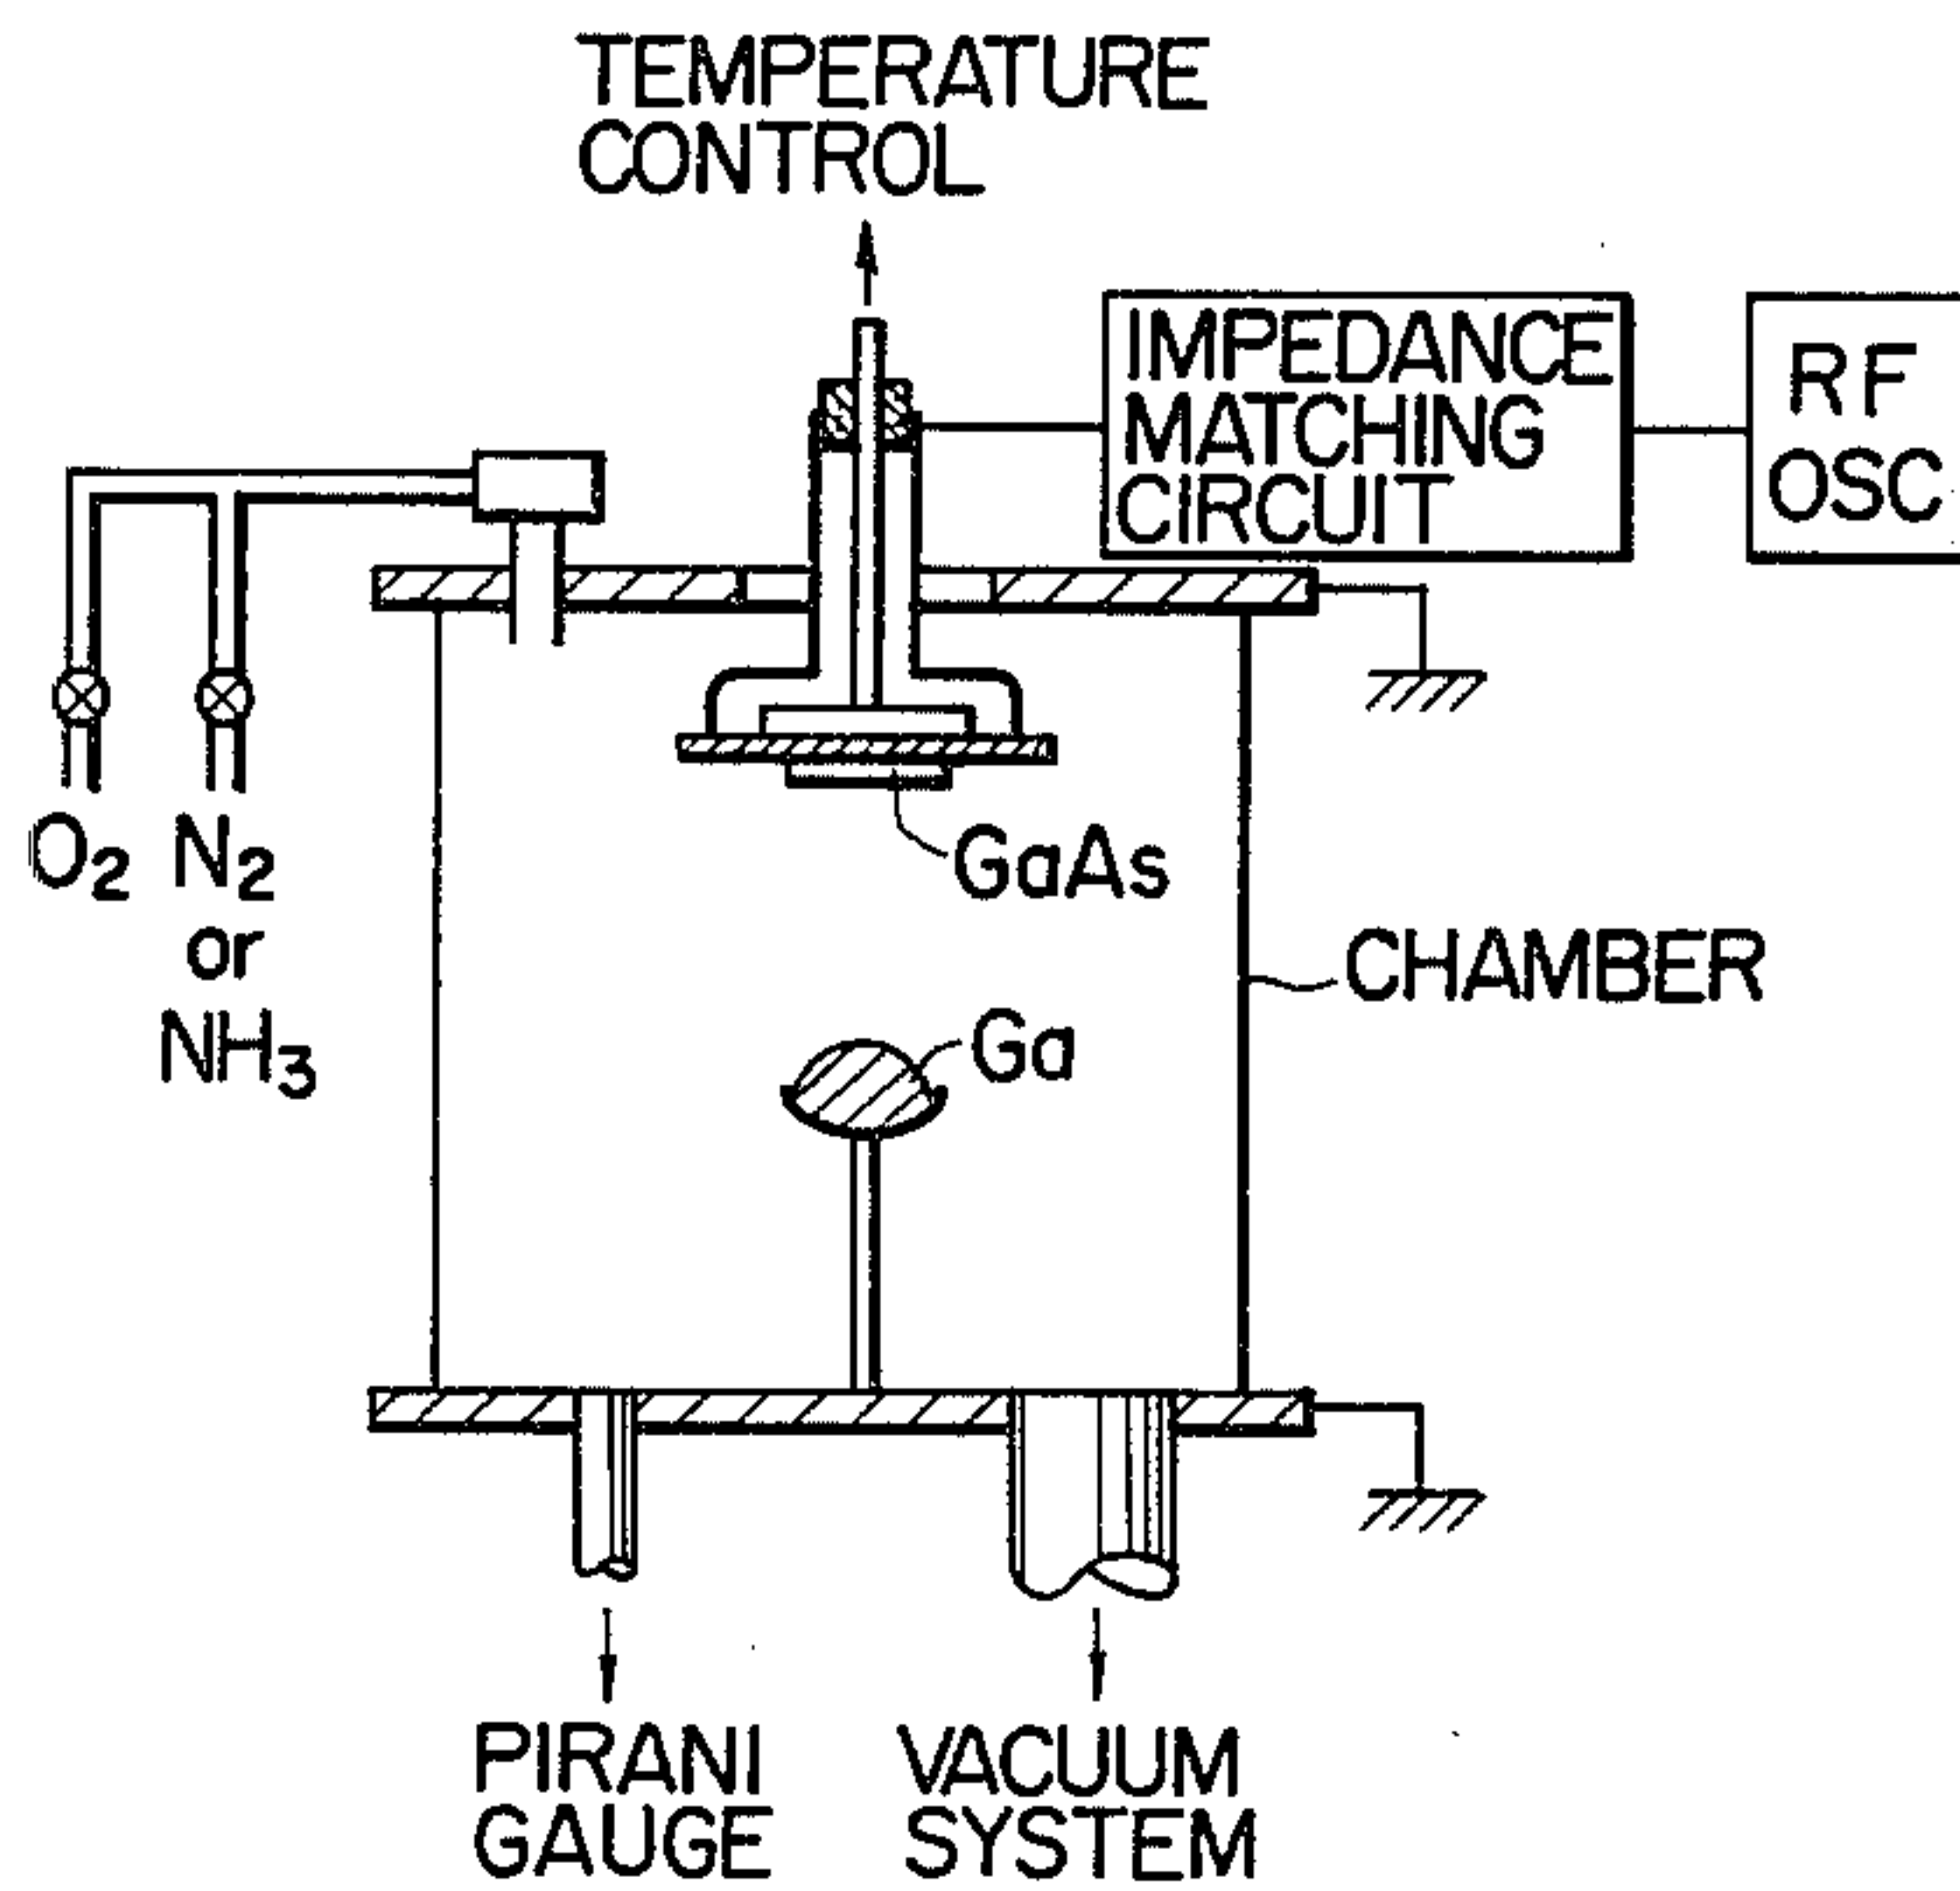 TEMPERATURE
CONTROL
IMPEDANCE
MATCHING
CIRCUIT
RF
OSC
O2
N2
or
NH3
GaAs
CHAMBER
Ga
PIRANI
GAUGE
VACUUM
SYSTEM